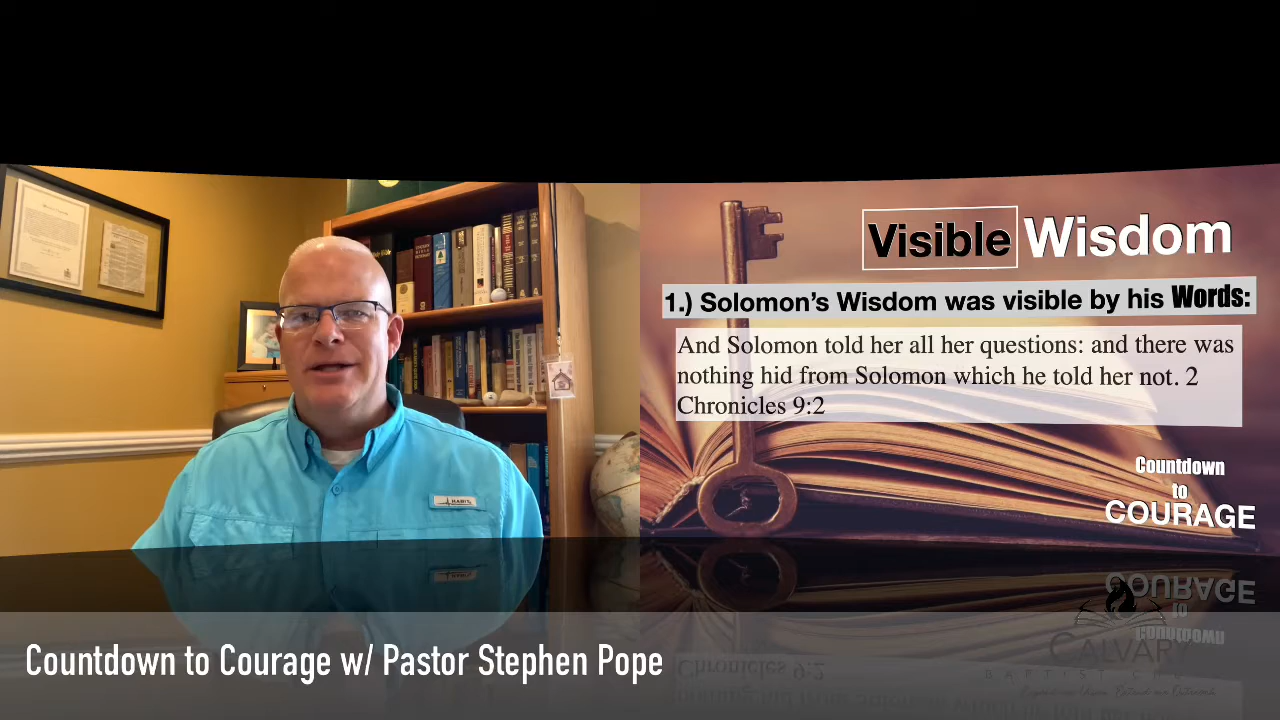 Visible Wisdom
1.) Solomon's Wisdom was visible by his Words:
And Solomon told her all her questions: and there was
nothing hid from Solomon which he told her not. 2
Chronicles 9:2
Countdown
to
COURAGE
HABIT
Countdown to Courage w/ Pastor Stephen Pope
CALVARY